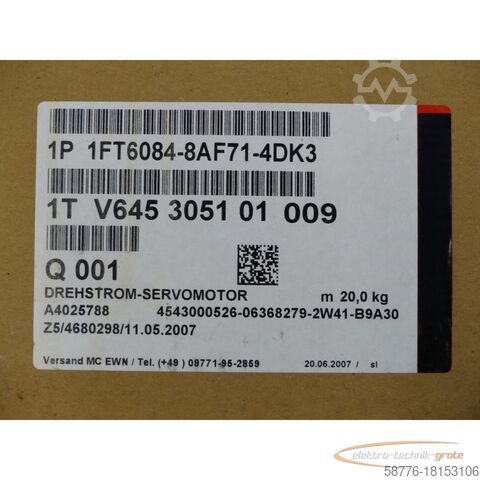 1P 1FT6084-8AF71-4DK3
1T V645 3051 01 009
Q 001
DREHSTROM-SERVOMOTOR m 20,0 kg
A4025788 4543000526-06368279-2W41-B9A30
Z5/4680298/11.05.2007
Versand MC EWN / Tel. (+49 ) 09771-95-2859 20.06.2007 / sl
elektro-technik-grote
58776-18153106